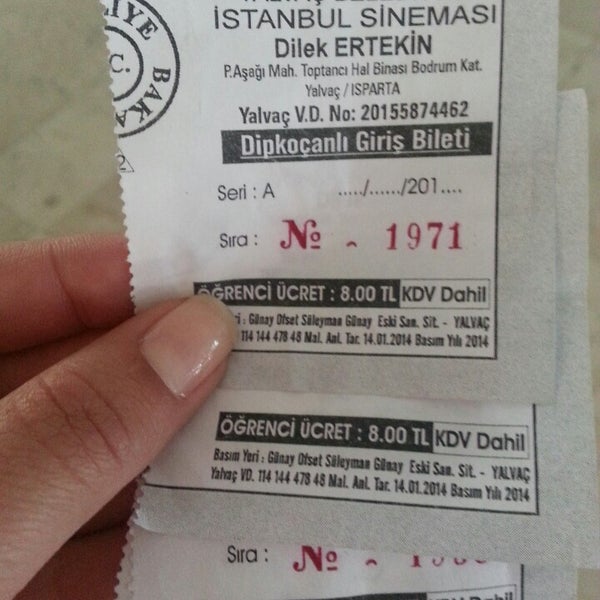 İSTANBUL SİNEMASI
Dilek ERTEKİN
P.Aşağı Mah. Toptancı Hal Binası Bodrum Kat.
Yalvaç / ISPARTA
Yalvaç V.D. No: 20155874462
Dipkoçanlı Giriş Bileti
Seri : A ...../....../201....
Sıra : № - 1971
ÖĞRENCİ ÜCRET : 8.00 TL KDV Dahil
: Günay Ofset Süleyman Günay Eski San. Sit. - YALVAÇ
114 144 478 48 Mal. Anl. Tar. 14.01.2014 Basım Yılı 2014
ÖĞRENCİ ÜCRET : 8.00 TL KDV Dahil
Basım Yeri : Günay Ofset Süleyman Günay Eski San. Sit. - YALVAÇ
Yalvaç VD. 114 144 478 48 Mal. Anl. Tar. 14.01.2014 Basım Yılı 2014
Sıra : № -